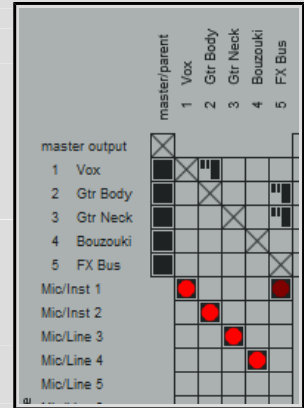 master/parent
1 Vox
2 Gtr Body
3 Gtr Neck
4 Bouzouki
5 FX Bus
master output
1 Vox
2 Gtr Body
3 Gtr Neck
4 Bouzouki
5 FX Bus
Mic/Inst 1
Mic/Inst 2
Mic/Line 3
Mic/Line 4
Mic/Line 5